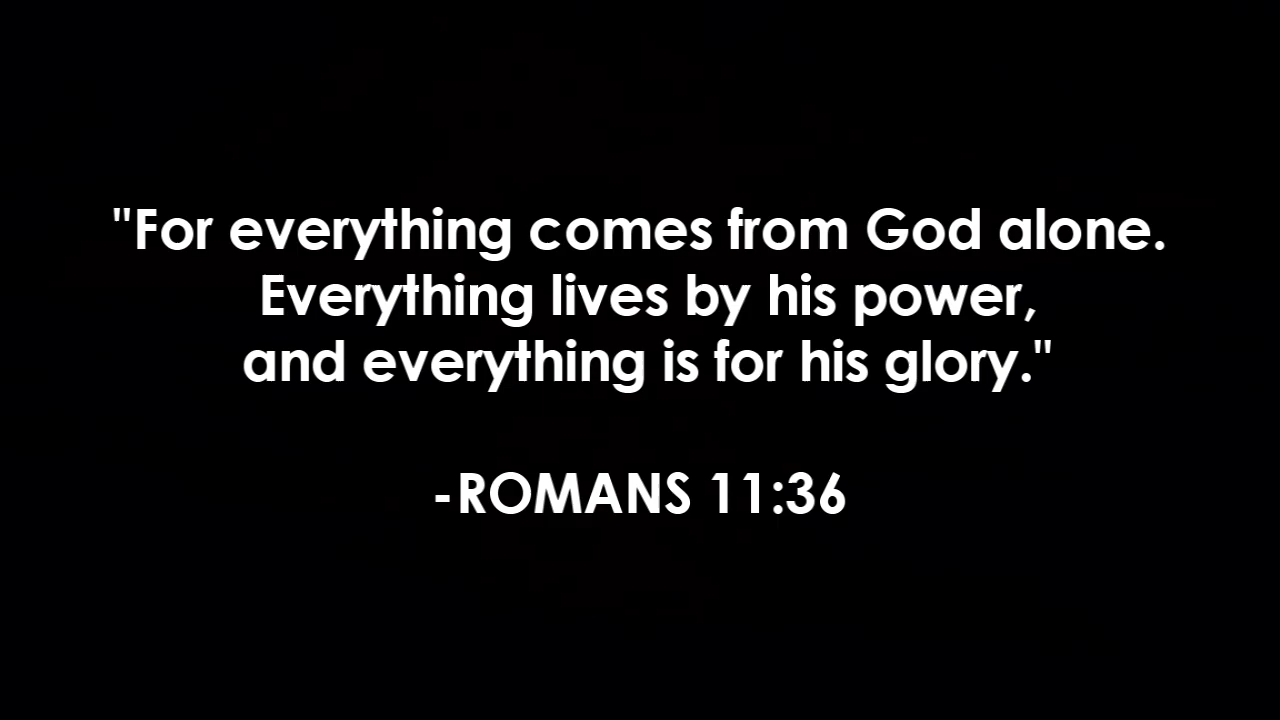 "For everything comes from God alone.
Everything lives by his power,
and everything is for his glory."
-ROMANS 11:36